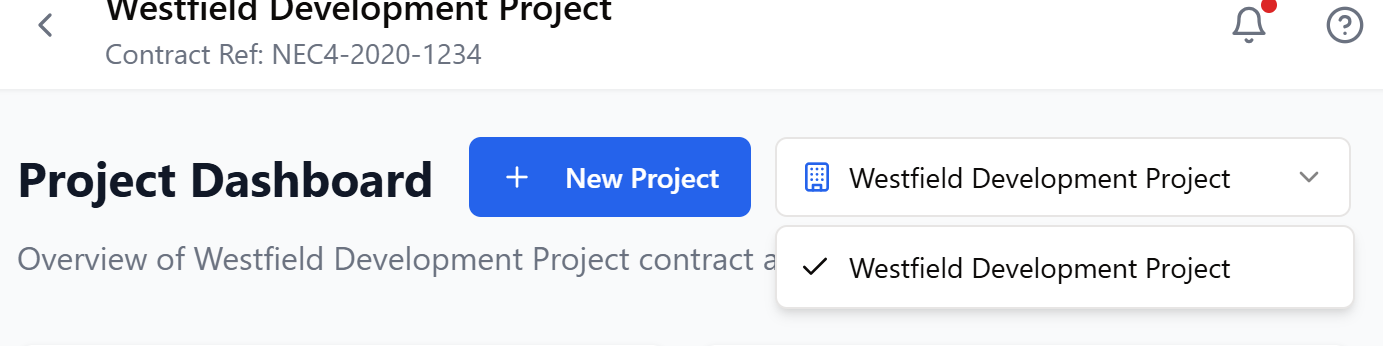 Westfield Development Project
Contract Ref: NEC4-2020-1234
Project Dashboard
New Project
Westfield Development Project
Overview of Westfield Development Project contract a
Westfield Development Project